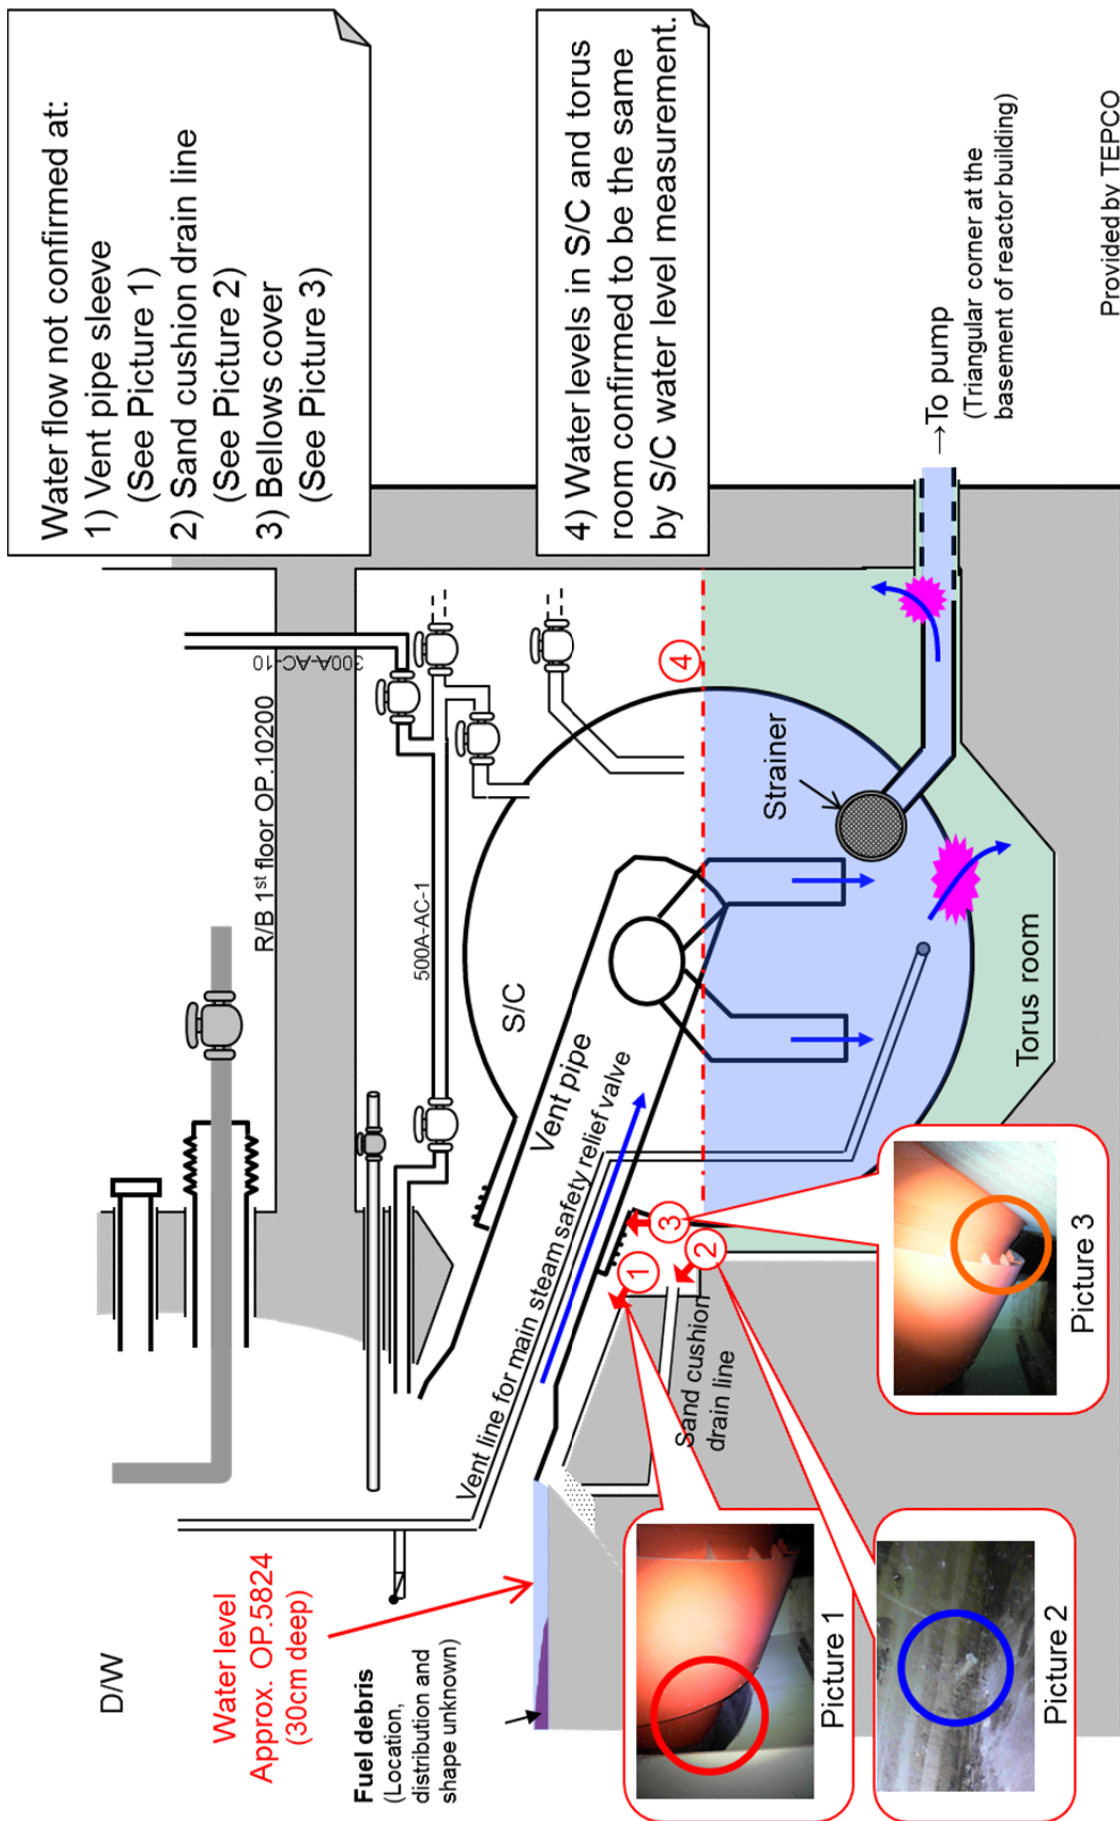 Water flow not confirmed at:
1) Vent pipe sleeve
(See Picture 1)
2) Sand cushion drain line
(See Picture 2)
3) Bellows cover
(See Picture 3)
4) Water levels in S/C and torus
room confirmed to be the same
by S/C water level measurement.
D/W
Water level
Approx. OP.5824
(30cm deep)
Fuel debris
(Location,
distribution and
shape unknown)
R/B 1st floor OP.10200
300A-AC-10
500A-AC-1
S/C
Vent pipe
Vent line for main steam safety relief valve
Strainer
4
1
2
3
Sand cushion
drain line
Torus room
→To pump
(Triangular corner at the
basement of reactor building)
Picture 1
Picture 2
Picture 3
Provided by TEPCO